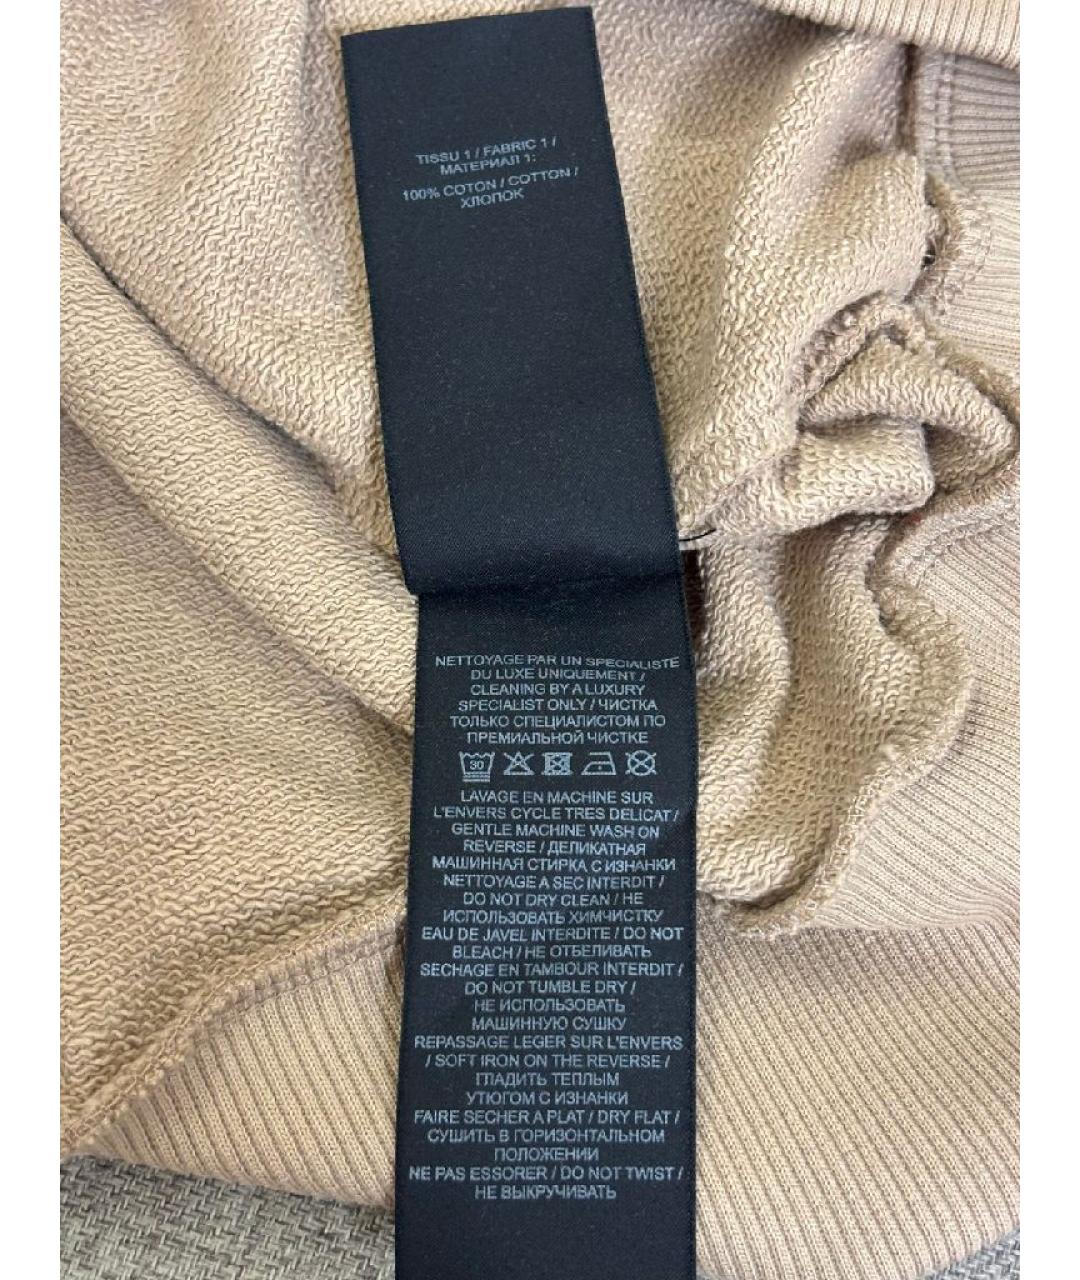 TISSU 1 / FABRIC 1 /
МАТЕРИАЛ 1:
100% COTON / COTTON /
ХЛОПОК
NETTOYAGE PAR UN SPECIALISTE
DU LUXE UNIQUEMENT /
CLEANING BY A LUXURY
SPECIALIST ONLY / ЧИСТКА
ТОЛЬКО СПЕЦИАЛИСТОМ ПО
ПРЕМИАЛЬНОЙ ЧИСТКЕ
30
LAVAGE EN MACHINE SUR
L'ENVERS CYCLE TRES DELICAT /
GENTLE MACHINE WASH ON
REVERSE / ДЕЛИКАТНАЯ
МАШИННАЯ СТИРКА С ИЗНАНКИ
NETTOYAGE A SEC INTERDIT /
DO NOT DRY CLEAN / НЕ
ИСПОЛЬЗОВАТЬ ХИМЧИСТКУ
EAU DE JAVEL INTERDITE / DO NOT
BLEACH / НЕ ОТБЕЛИВАТЬ
SECHAGE EN TAMBOUR INTERDIT /
DO NOT TUMBLE DRY /
НЕ ИСПОЛЬЗОВАТЬ
МАШИННУЮ СУШКУ
REPASSAGE LEGER SUR L'ENVERS
/ SOFT IRON ON THE REVERSE /
ГЛАДИТЬ ТЕПЛЫМ
УТЮГОМ С ИЗНАНКИ
FAIRE SECHER A PLAT / DRY FLAT /
СУШИТЬ В ГОРИЗОНТАЛЬНОМ
ПОЛОЖЕНИИ
NE PAS ESSORER / DO NOT TWIST /
НЕ ВЫКРУЧИВАТЬ